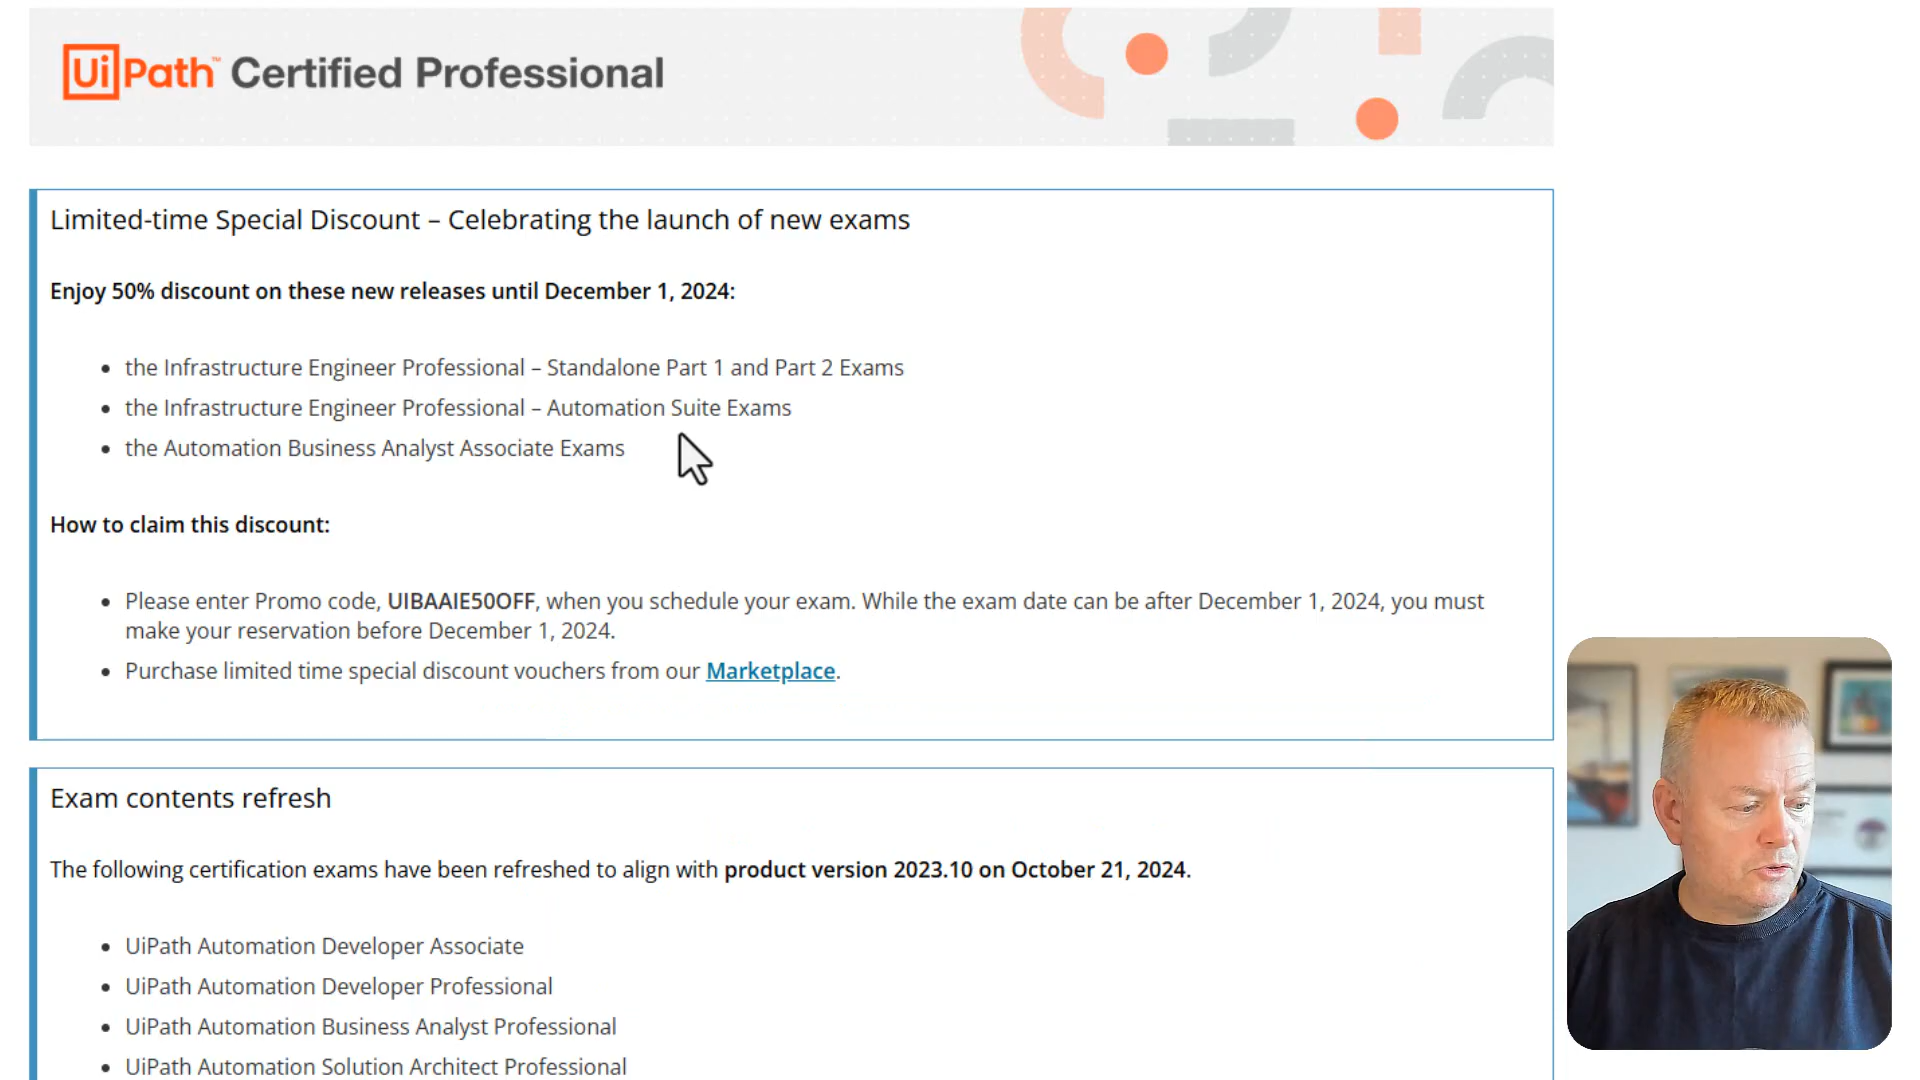 UiPath™ Certified Professional
Limited-time Special Discount – Celebrating the launch of new exams
Enjoy 50% discount on these new releases until December 1, 2024:
• the Infrastructure Engineer Professional – Standalone Part 1 and Part 2 Exams
• the Infrastructure Engineer Professional – Automation Suite Exams
• the Automation Business Analyst Associate Exams
How to claim this discount:
• Please enter Promo code, UIBAAIE50OFF, when you schedule your exam. While the exam date can be after December 1, 2024, you must
make your reservation before December 1, 2024.
• Purchase limited time special discount vouchers from our Marketplace.
Exam contents refresh
The following certification exams have been refreshed to align with product version 2023.10 on October 21, 2024.
• UiPath Automation Developer Associate
• UiPath Automation Developer Professional
• UiPath Automation Business Analyst Professional
• UiPath Automation Solution Architect Professional